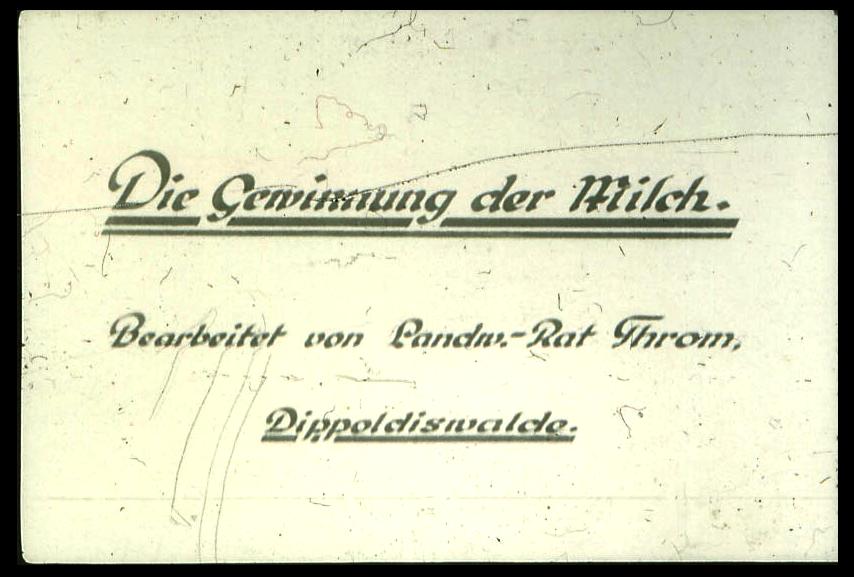 Die Gewinnung der Milch.
Bearbeitet von Landw.-Rat Throm,
Dippoldiswalde.